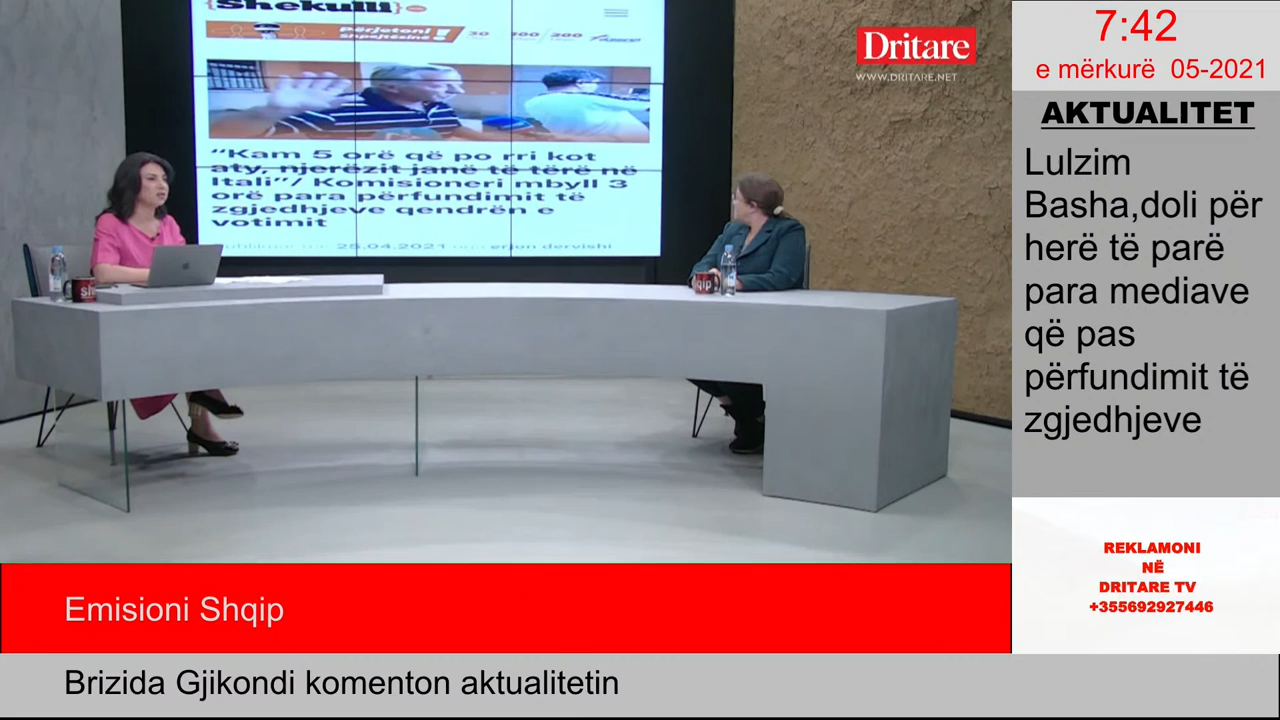 {Shekulli}
Përjetoni
shpejtësinë!
Dritare
WWW.DRITARE.NET
“Kam 5 orë që po rri kot
aty, njerëzit janë të tërë në
Itali”/ Komisioneri mbyll 3
orë para përfundimit të
zgjedhjeve qendrën e
votimit
25.04.2021
erjon dervishi
7:42
e mërkurë 05-2021
AKTUALITET
Lulzim
Basha,doli për
herë të parë
para mediave
që pas
përfundimit të
zgjedhjeve
REKLAMONI
NË
DRITARE TV
+355692927446
Emisioni Shqip
Brizida Gjikondi komenton aktualitetin